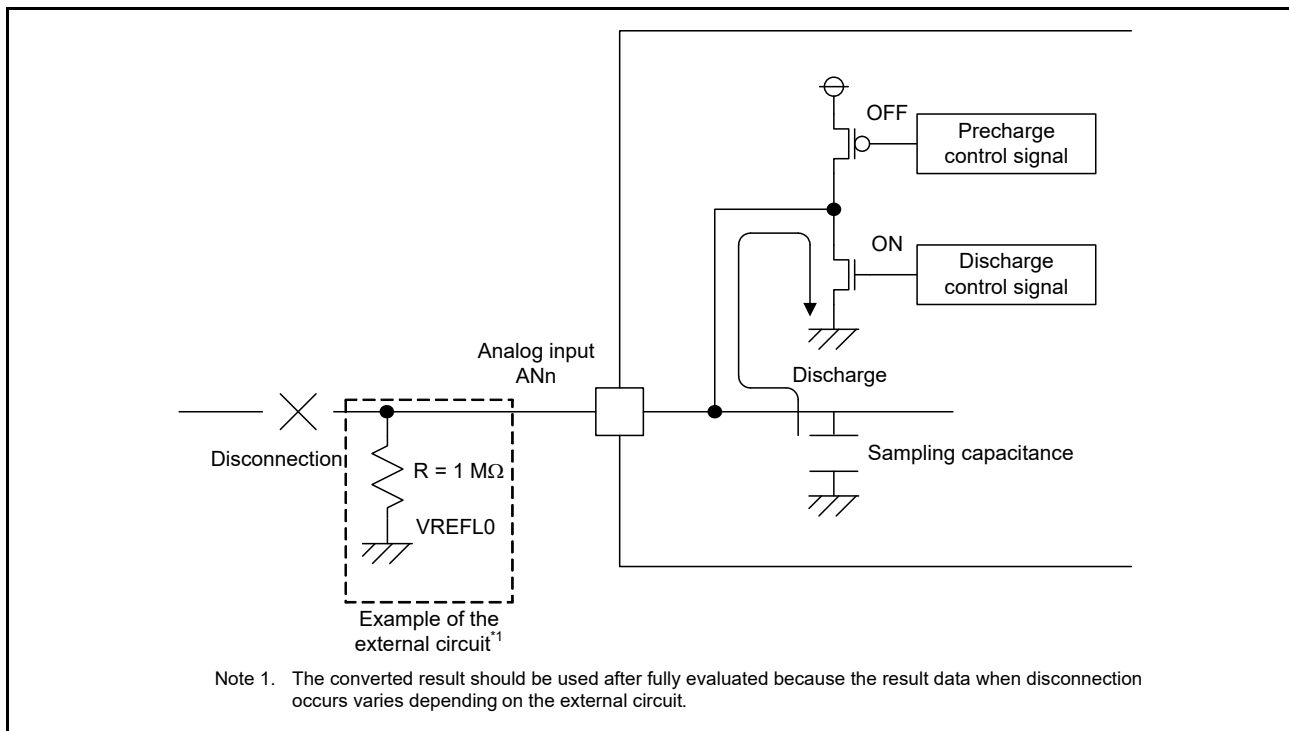 OFF
Precharge
control signal
ON
Discharge
control signal
Analog input
ANn
Discharge
Disconnection
R = 1 MΩ
Sampling capacitance
VREFL0
Example of the
external circuit*1
Note 1. The converted result should be used after fully evaluated because the result data when disconnection
occurs varies depending on the external circuit.